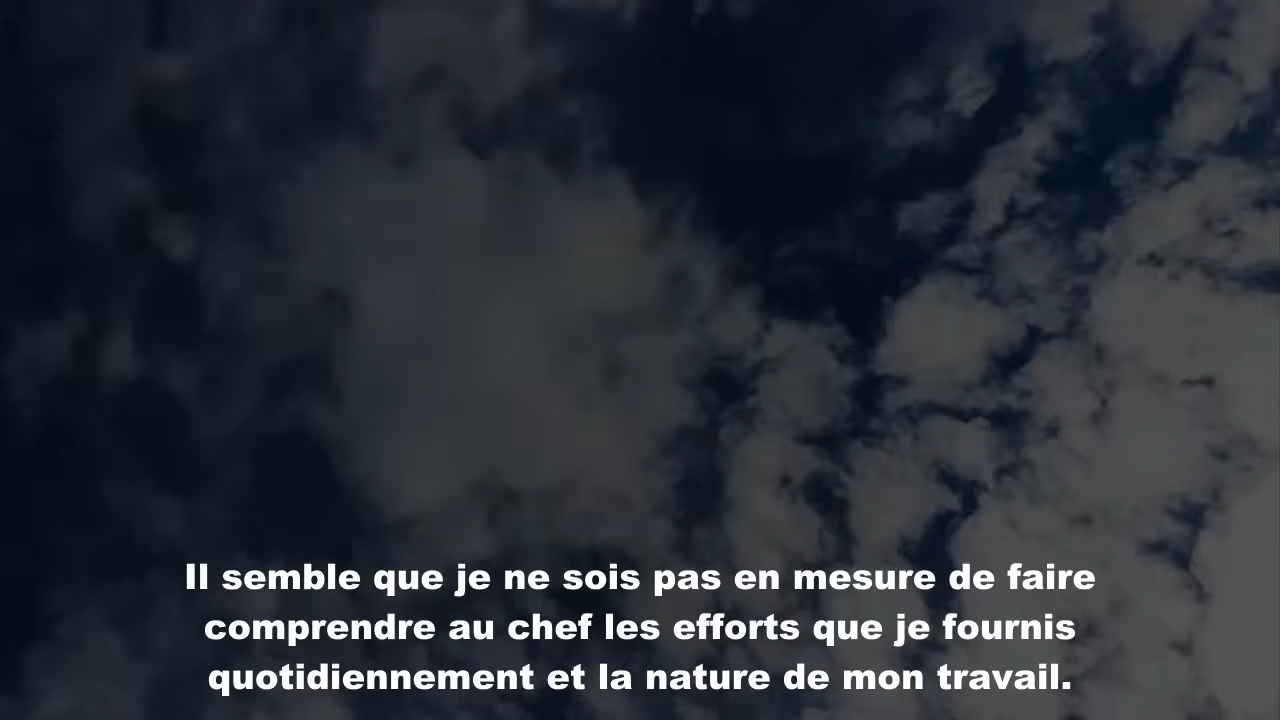 Il semble que je ne sois pas en mesure de faire
comprendre au chef les efforts que je fournis
quotidiennement et la nature de mon travail.